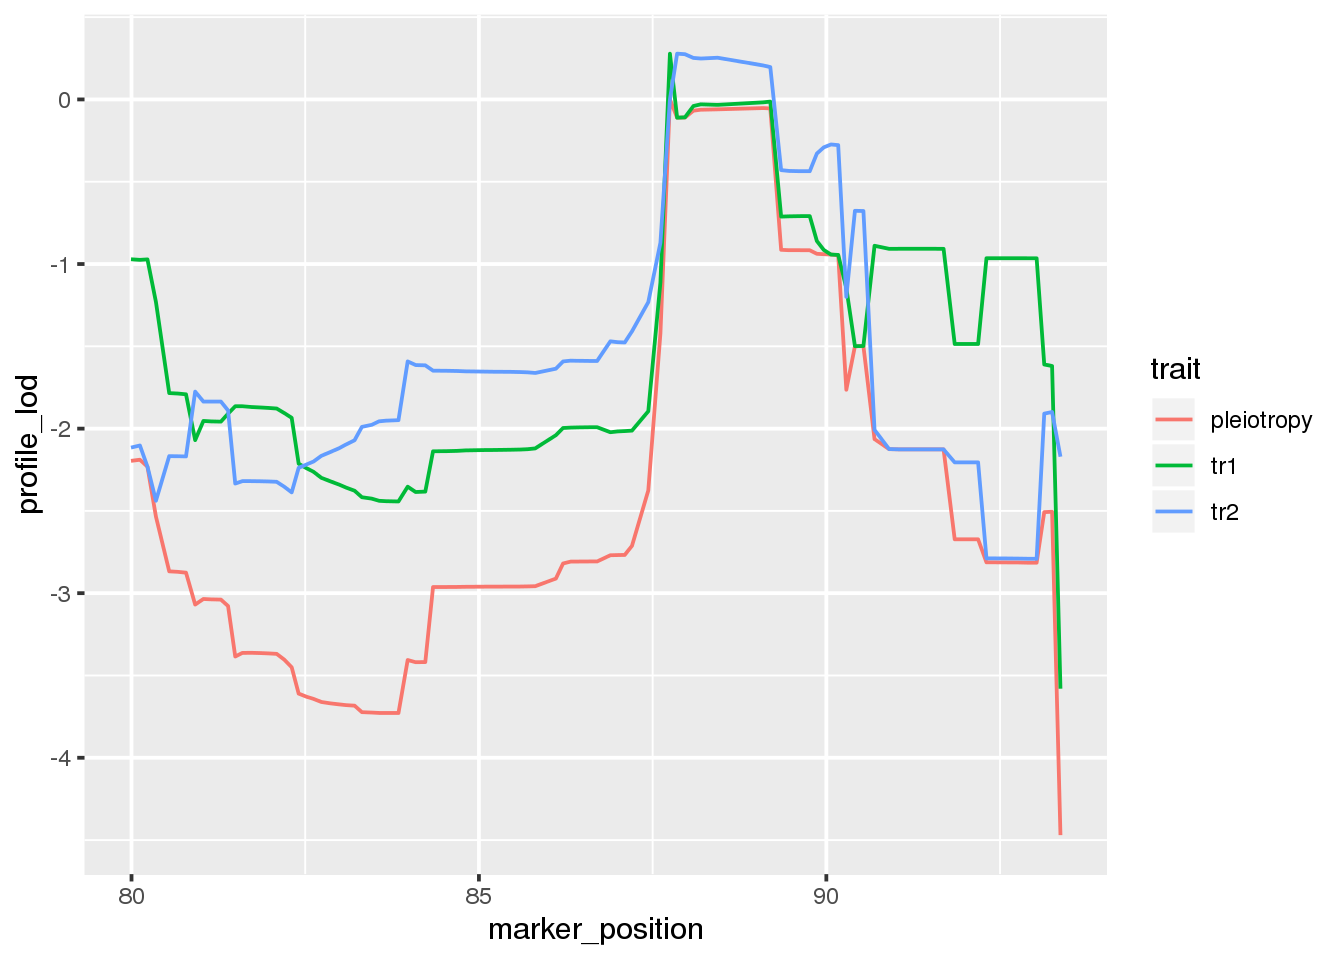 0
-1
-2
-3
-4
profile_lod
80
85
90
marker_position
trait
pleiotropy
tr1
tr2